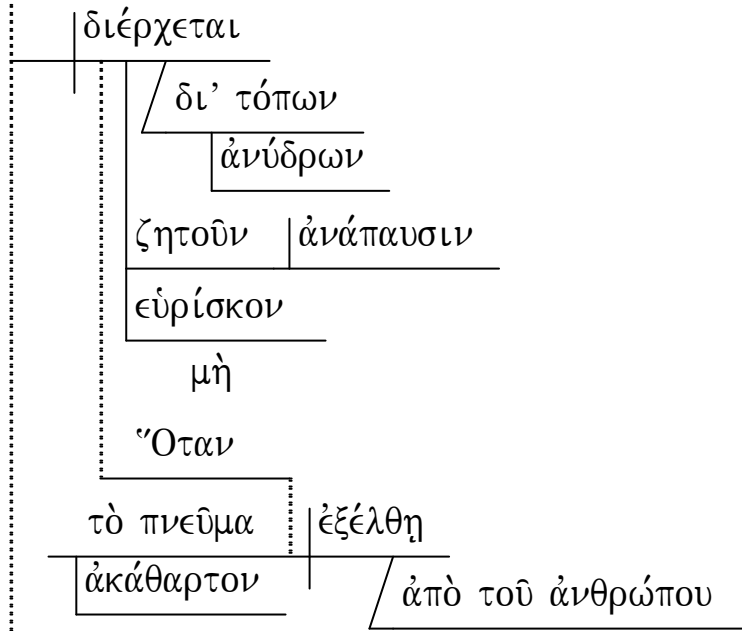 διέρχεται
δι’ τόπων
ἀνύδρων
ζητοῦν ἀνάπαυσιν
εὑρίσκον
μὴ
Ὅταν
τὸ πνεῦμα ἐξέλθῃ
ἀκάθαρτον ἀπὸ τοῦ ἀνθρώπου